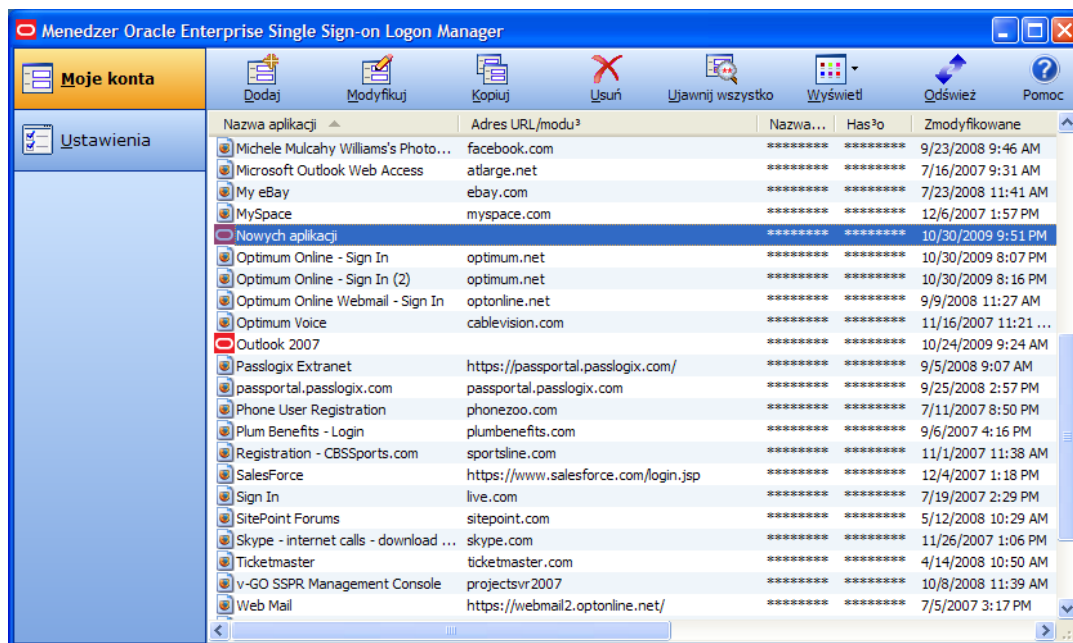 Menedzer Oracle Enterprise Single Sign-on Logon Manager
Moje konta
Ustawienia
Dodaj Modyfikuj Kopiuj Usuń Ujawnij wszystko Wyświetl Odśwież Pomoc
Nazwa aplikacji Adres URL/modu³ Nazwa... Has³o Zmodyfikowane
Michele Mulcahy Williams's Photo... facebook.com ******** ******** 9/23/2008 9:46 AM
Microsoft Outlook Web Access atlarge.net ******** ******** 7/16/2007 9:31 AM
My eBay ebay.com ******** ******** 7/23/2008 11:41 AM
MySpace myspace.com ******** ******** 12/6/2007 1:57 PM
Nowych aplikacji ******** ******** 10/30/2009 9:51 PM
Optimum Online - Sign In optimum.net ******** ******** 10/30/2009 8:07 PM
Optimum Online - Sign In (2) optimum.net ******** ******** 10/30/2009 8:16 PM
Optimum Online Webmail - Sign In optonline.net ******** ******** 9/9/2008 11:27 AM
Optimum Voice cablevision.com ******** ******** 11/16/2007 11:21 ...
Outlook 2007 ******** ******** 10/24/2009 9:24 AM
Passlogix Extranet https://passportal.passlogix.com/ ******** ******** 9/5/2008 9:07 AM
passportal.passlogix.com passportal.passlogix.com ******** ******** 9/25/2008 2:57 PM
Phone User Registration phonezoo.com ******** ******** 7/11/2007 8:50 PM
Plum Benefits - Login plumbenefits.com ******** ******** 9/6/2007 4:16 PM
Registration - CBSSports.com sportsline.com ******** ******** 11/1/2007 11:38 AM
SalesForce https://www.salesforce.com/login.jsp ******** ******** 12/4/2007 1:18 PM
Sign In live.com ******** ******** 7/19/2007 2:29 PM
SitePoint Forums sitepoint.com ******** ******** 5/12/2008 10:29 AM
Skype - internet calls - download ... skype.com ******** ******** 11/26/2007 1:06 PM
Ticketmaster ticketmaster.com ******** ******** 4/14/2008 10:50 AM
v-GO SSPR Management Console projectsvr2007 ******** ******** 10/8/2008 11:39 AM
Web Mail https://webmail2.optonline.net/ ******** ******** 7/5/2007 3:17 PM